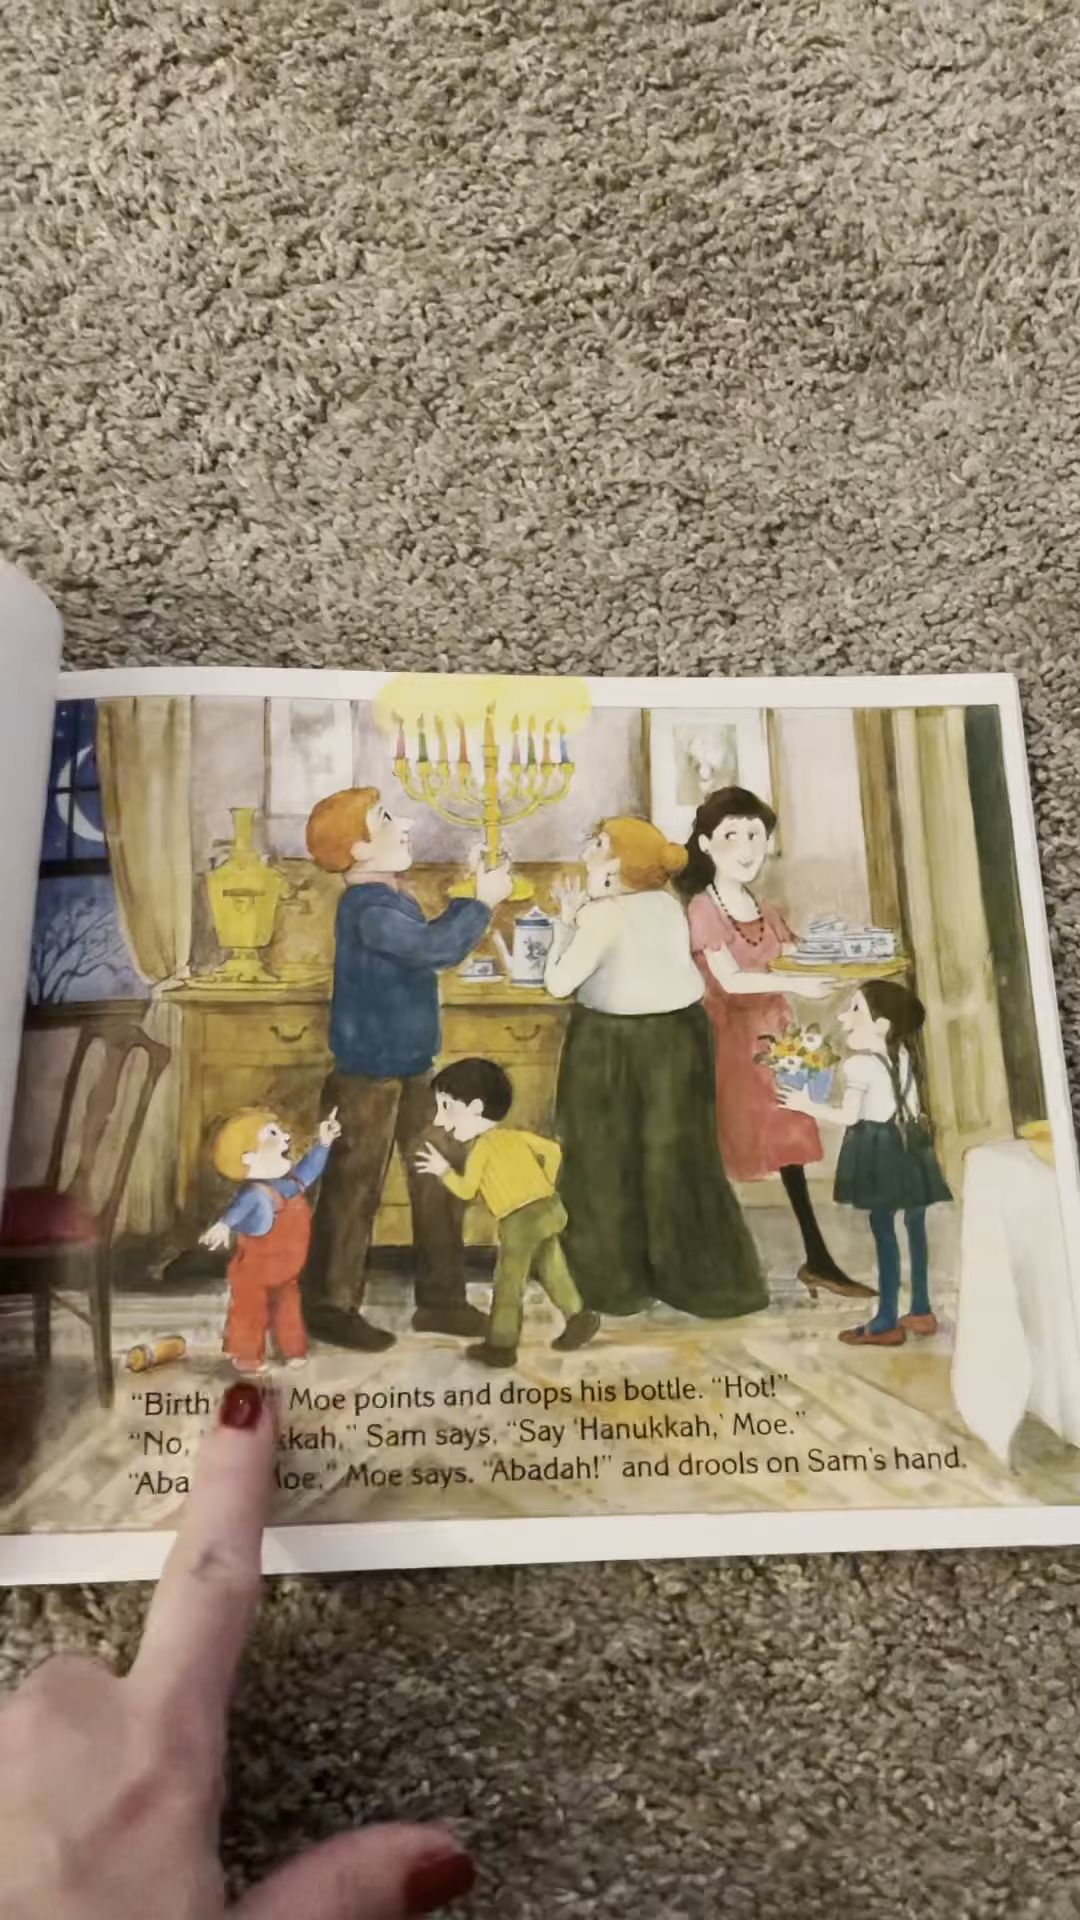 "Birth Moe points and drops his bottle. "Hot!"
"No, kkah," Sam says. "Say 'Hanukkah,' Moe."
"Aba Moe," Moe says. "Abadah!" and drools on Sam's hand.